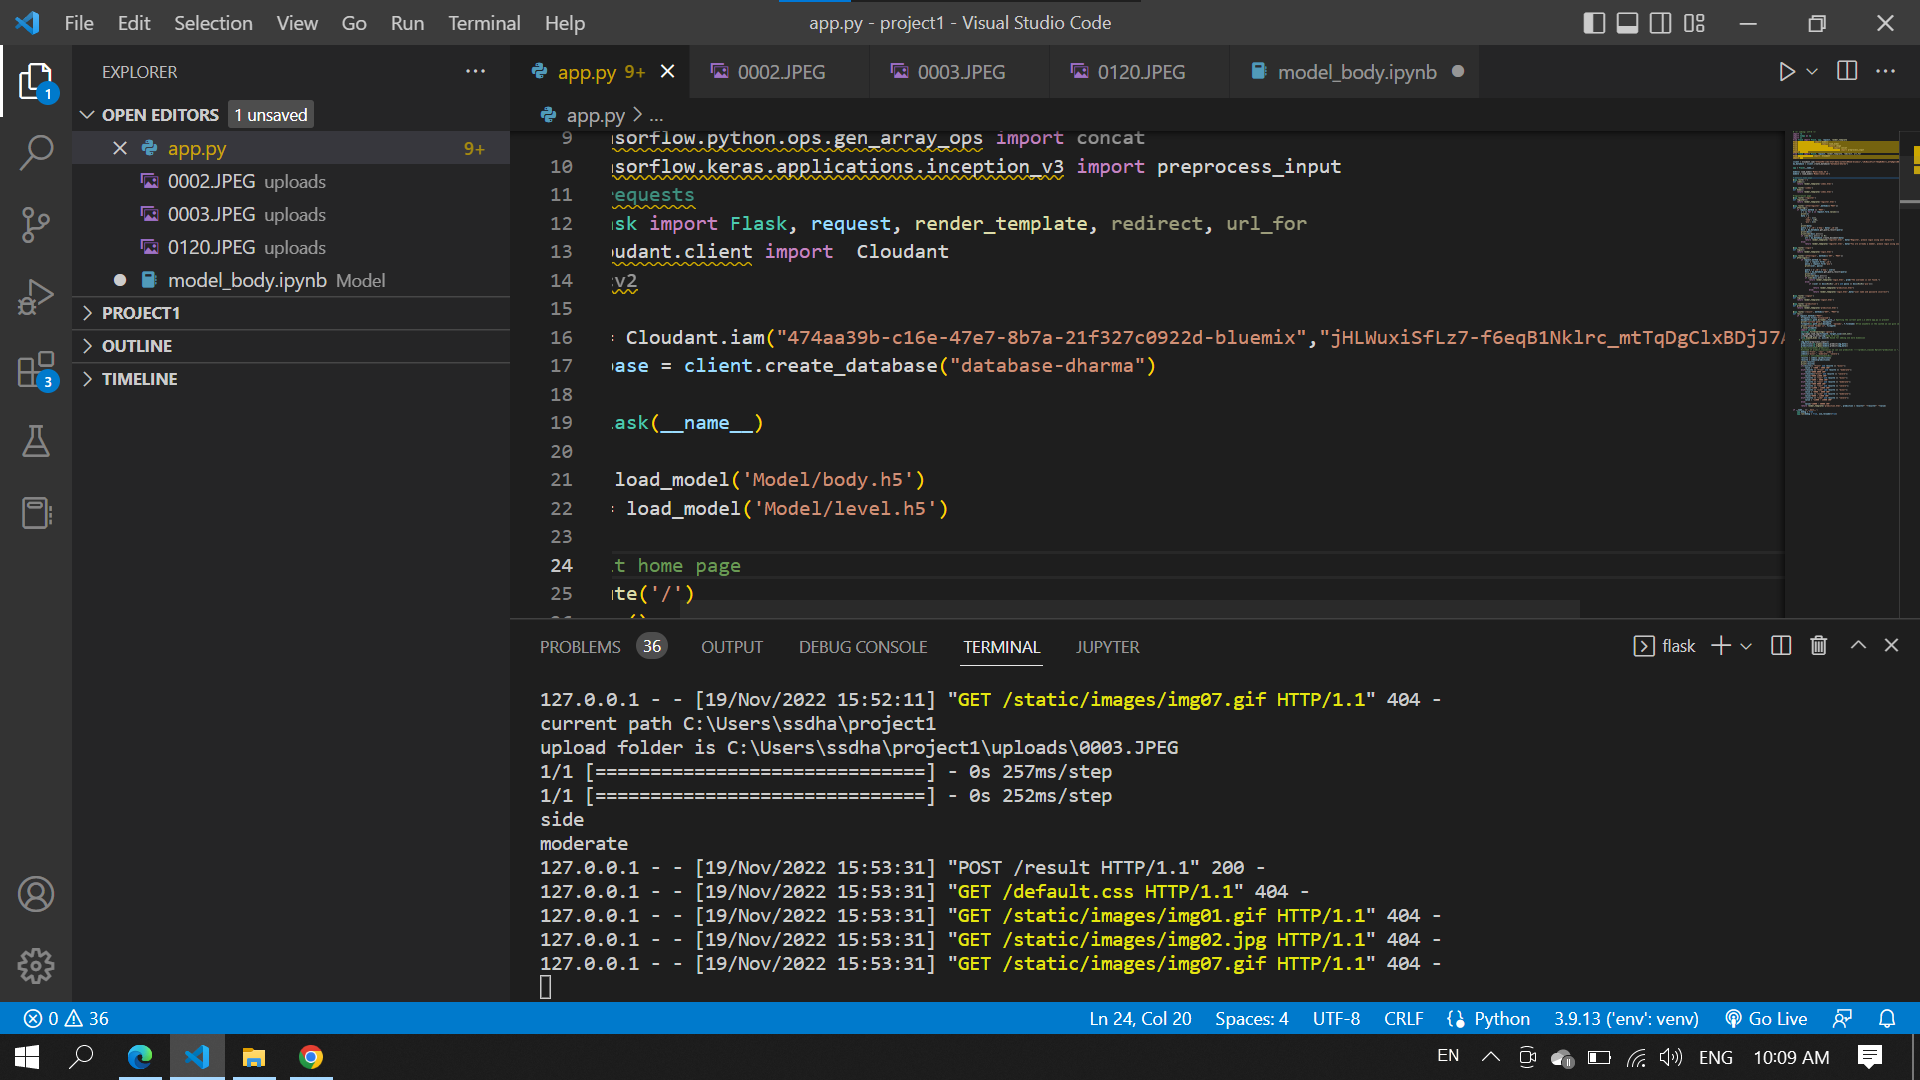 File Edit Selection View Go Run Terminal Help
app.py - project1 - Visual Studio Code
EXPLORER
OPEN EDITORS 1 unsaved
app.py 9+
0002.JPEG uploads
0003.JPEG uploads
0120.JPEG uploads
model_body.ipynb Model
PROJECT1
OUTLINE
TIMELINE
1
3
app.py 9+ 0002.JPEG 0003.JPEG 0120.JPEG model_body.ipynb
app.py > ...
9 sorflow.python.ops.gen_array_ops import concat
10 sorflow.keras.applications.inception_v3 import preprocess_input
11 requests
12 ask import Flask, request, render_template, redirect, url_for
13 oudant.client import  Cloudant
14 cv2
15
16 = Cloudant.iam("474aa39b-c16e-47e7-8b7a-21f327c0922d-bluemix","jHLWuxiSfLz7-f6eqB1Nklrc_mtTqDgClxBDjJ7A
17 base = client.create_database("database-dharma")
18
19 lask(__name__)
20
21 load_model('Model/body.h5')
22 = load_model('Model/level.h5')
23
24 lt home page
25 ute('/')
PROBLEMS 36 OUTPUT DEBUG CONSOLE TERMINAL JUPYTER
flask
127.0.0.1 - - [19/Nov/2022 15:52:11] "GET /static/images/img07.gif HTTP/1.1" 404 -
current path C:\Users\ssdha\project1
upload folder is C:\Users\ssdha\project1\uploads\0003.JPEG
1/1 [==============================] - 0s 257ms/step
1/1 [==============================] - 0s 252ms/step
side
moderate
127.0.0.1 - - [19/Nov/2022 15:53:31] "POST /result HTTP/1.1" 200 -
127.0.0.1 - - [19/Nov/2022 15:53:31] "GET /default.css HTTP/1.1" 404 -
127.0.0.1 - - [19/Nov/2022 15:53:31] "GET /static/images/img01.gif HTTP/1.1" 404 -
127.0.0.1 - - [19/Nov/2022 15:53:31] "GET /static/images/img02.jpg HTTP/1.1" 404 -
127.0.0.1 - - [19/Nov/2022 15:53:31] "GET /static/images/img07.gif HTTP/1.1" 404 -
0 36
Ln 24, Col 20 Spaces: 4 UTF-8 CRLF Python 3.9.13 ('env': venv) Go Live
EN ENG 10:09 AM